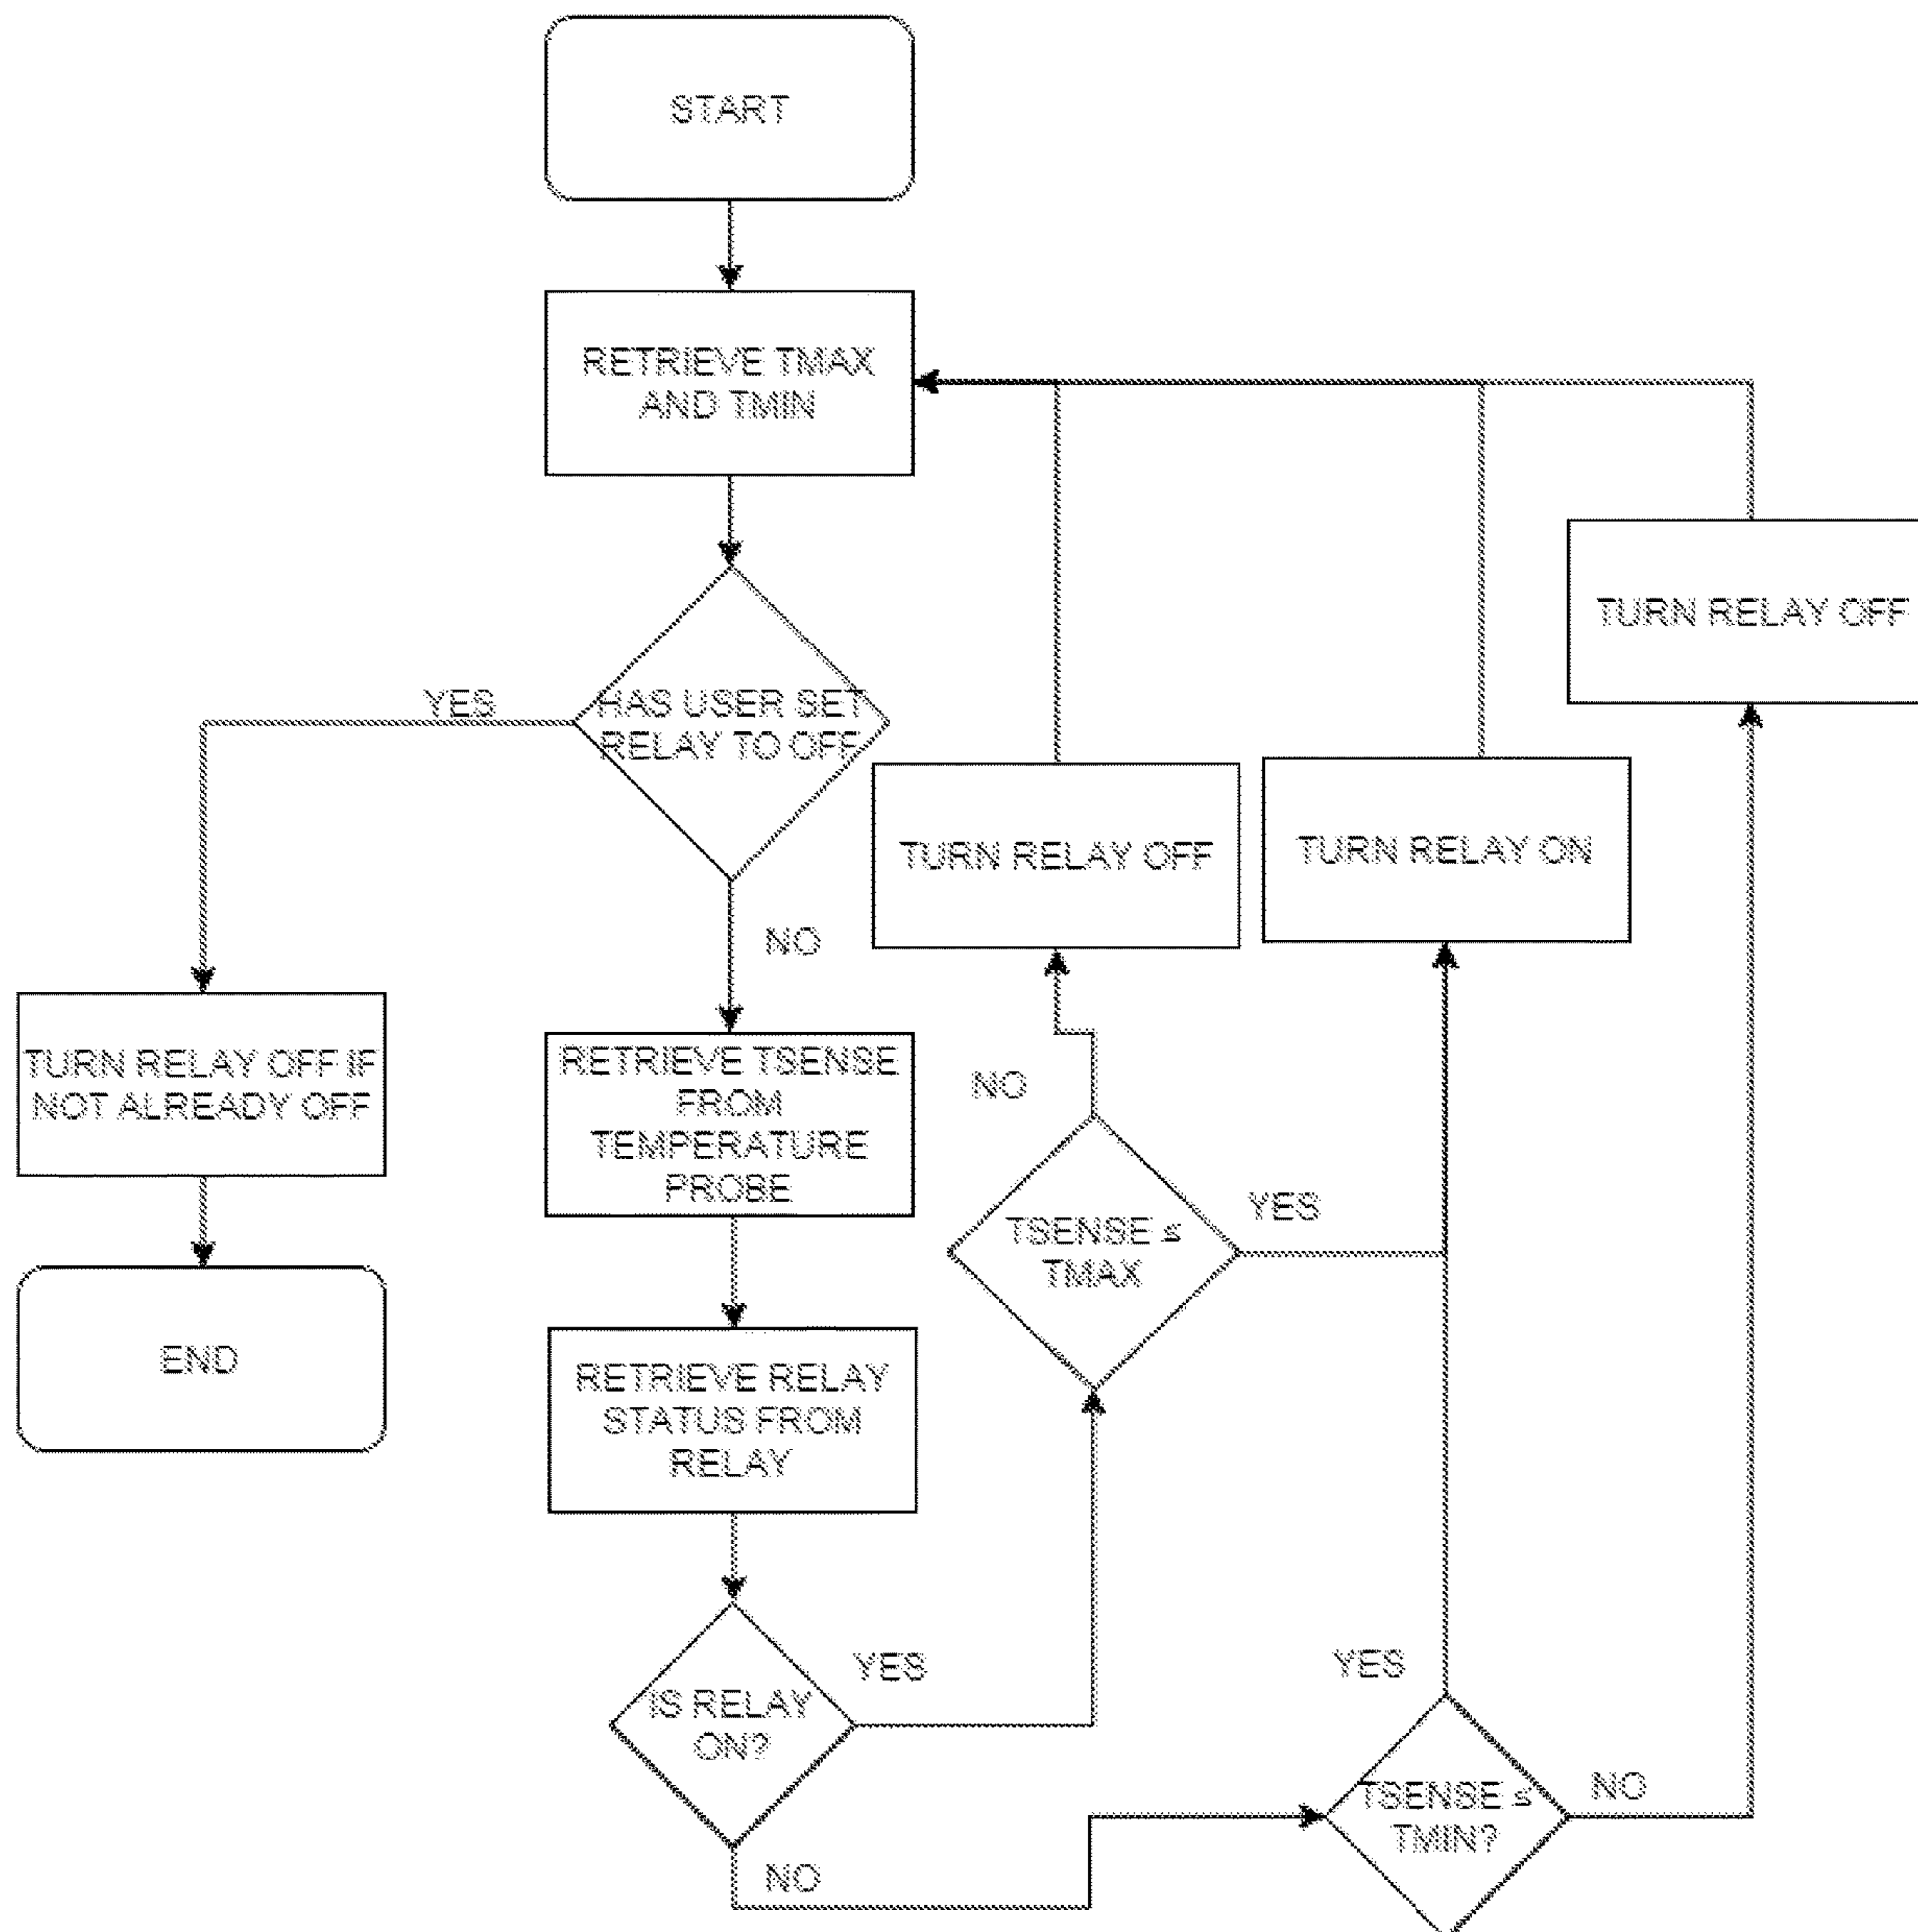 START
RETRIEVE TMAX
AND TMIN
HAS USER SET
RELAY TO OFF
YES
NO
TURN RELAY OFF IF
NOT ALREADY OFF
END
RETRIEVE TSENSE
FROM
TEMPERATURE
PROBE
RETRIEVE RELAY
STATUS FROM
RELAY
IS RELAY
ON?
YES
NO
TSENSE ≤
TMAX
NO
YES
TURN RELAY OFF
TURN RELAY ON
TSENSE ≤
TMIN?
YES
NO
TURN RELAY OFF